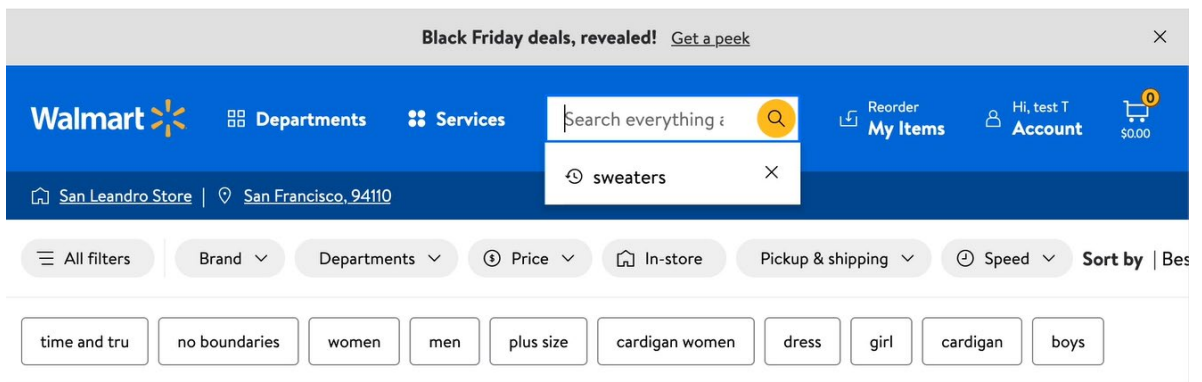 Black Friday deals, revealed! Get a peek
Walmart
Departments
Services
Search everything a
Reorder
My Items
Hi, test T
Account
0
$0.00
sweaters
San Leandro Store | San Francisco, 94110
All filters
Brand
Departments
Price
In-store
Pickup & shipping
Speed
Sort by | Bes
time and tru
no boundaries
women
men
plus size
cardigan women
dress
girl
cardigan
boys